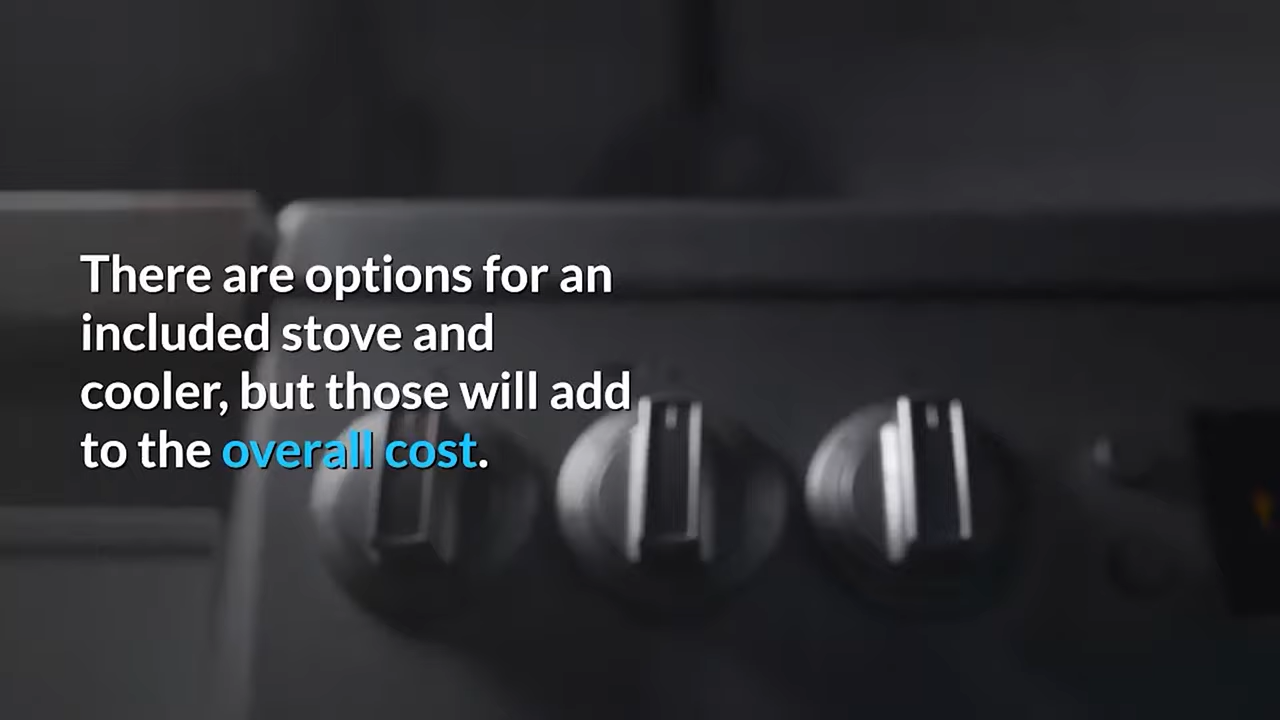 There are options for an
included stove and
cooler, but those will add
to the overall cost.